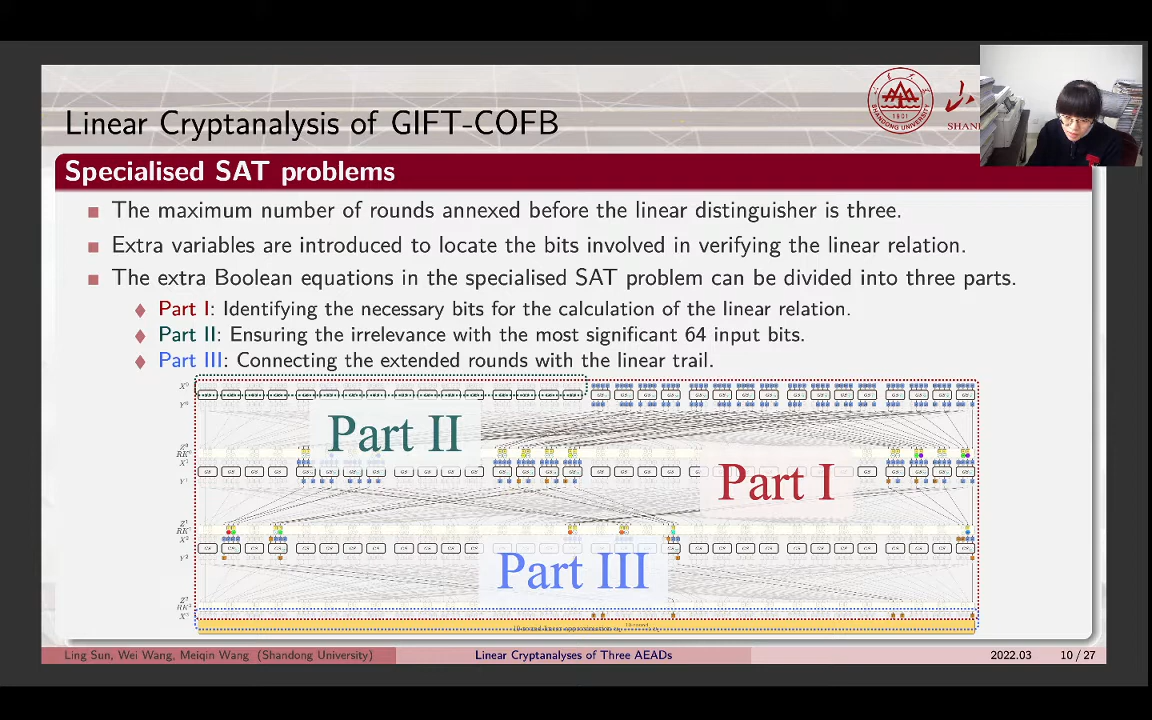 Linear Cryptanalysis of GIFT-COFB
SHANDONG UNIVERSITY
1901
SHAN
Specialised SAT problems
The maximum number of rounds annexed before the linear distinguisher is three.
Extra variables are introduced to locate the bits involved in verifying the linear relation.
The extra Boolean equations in the specialised SAT problem can be divided into three parts.
Part I: Identifying the necessary bits for the calculation of the linear relation.
Part II: Ensuring the irrelevance with the most significant 64 input bits.
Part III: Connecting the extended rounds with the linear trail.
Part II
Part I
Part III
Ling Sun, Wei Wang, Meiqin Wang (Shandong University)
Linear Cryptanalyses of Three AEADs
2022.03
10 / 27